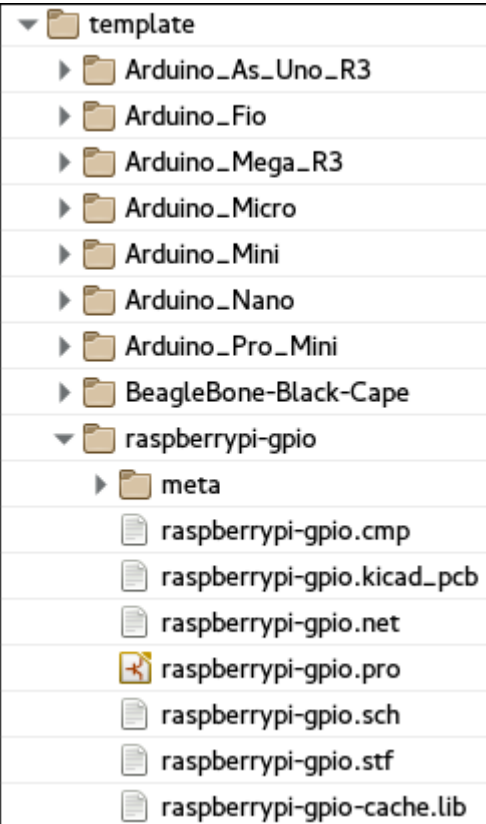 template
Arduino_As_Uno_R3
Arduino_Fio
Arduino_Mega_R3
Arduino_Micro
Arduino_Mini
Arduino_Nano
Arduino_Pro_Mini
BeagleBone-Black-Cape
raspberrypi-gpio
meta
raspberrypi-gpio.cmp
raspberrypi-gpio.kicad_pcb
raspberrypi-gpio.net
raspberrypi-gpio.pro
raspberrypi-gpio.sch
raspberrypi-gpio.stf
raspberrypi-gpio-cache.lib